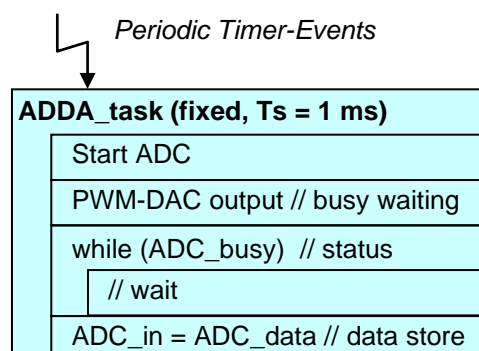 Periodic Timer-Events
ADDA_task (fixed, Ts = 1 ms)
Start ADC
PWM-DAC output // busy waiting
while (ADC_busy)  // status
// wait
ADC_in = ADC_data // data store